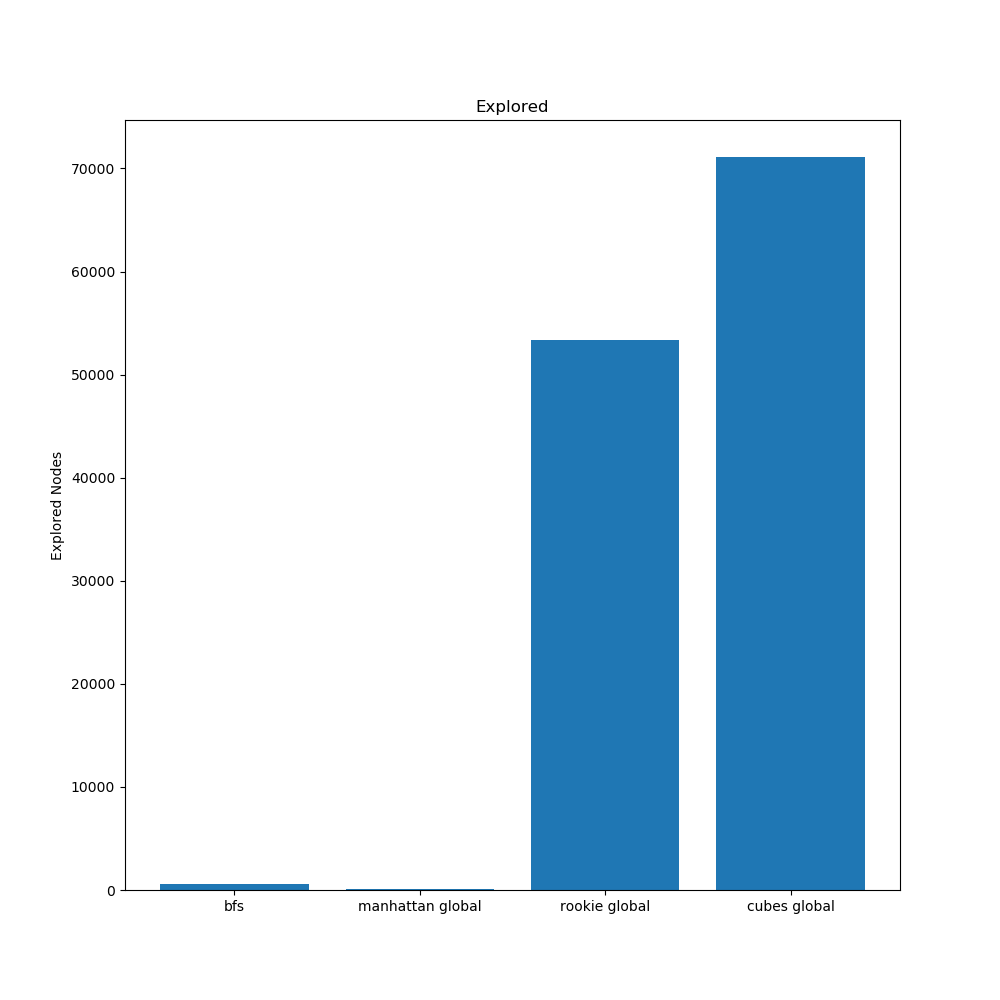 Explored
Explored Nodes
70000
60000
50000
40000
30000
20000
10000
0
bfs
manhattan global
rookie global
cubes global